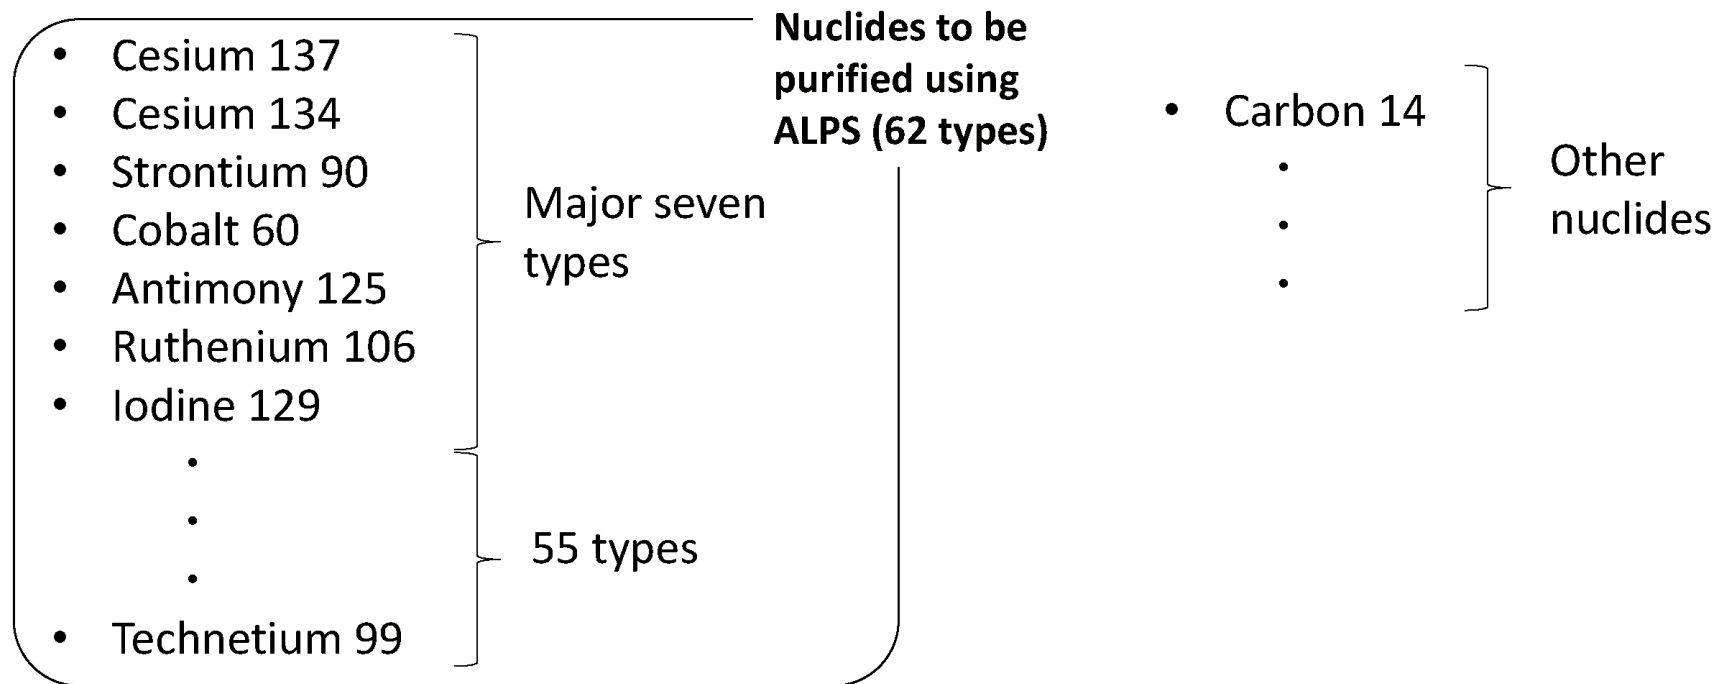 Nuclides to be
purified using
ALPS (62 types)
• Cesium 137
• Cesium 134
• Strontium 90
• Cobalt 60
• Antimony 125
• Ruthenium 106
• Iodine 129
・
・
・
• Technetium 99
Major seven
types
55 types
• Carbon 14
・
・
・
Other
nuclides